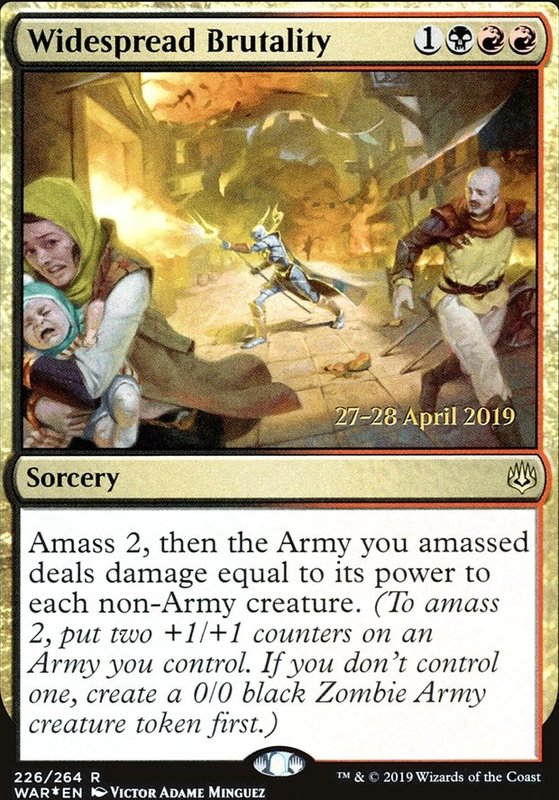 Widespread Brutality 1
27–28 April 2019
Sorcery
Amass 2, then the Army you amassed
deals damage equal to its power to
each non-Army creature. (To amass
2, put two +1/+1 counters on an
Army you control. If you don't control
one, create a 0/0 black Zombie Army
creature token first.)
226/264 R
WAR★EN Victor Adame Minguez
™ & © 2019 Wizards of the Coast